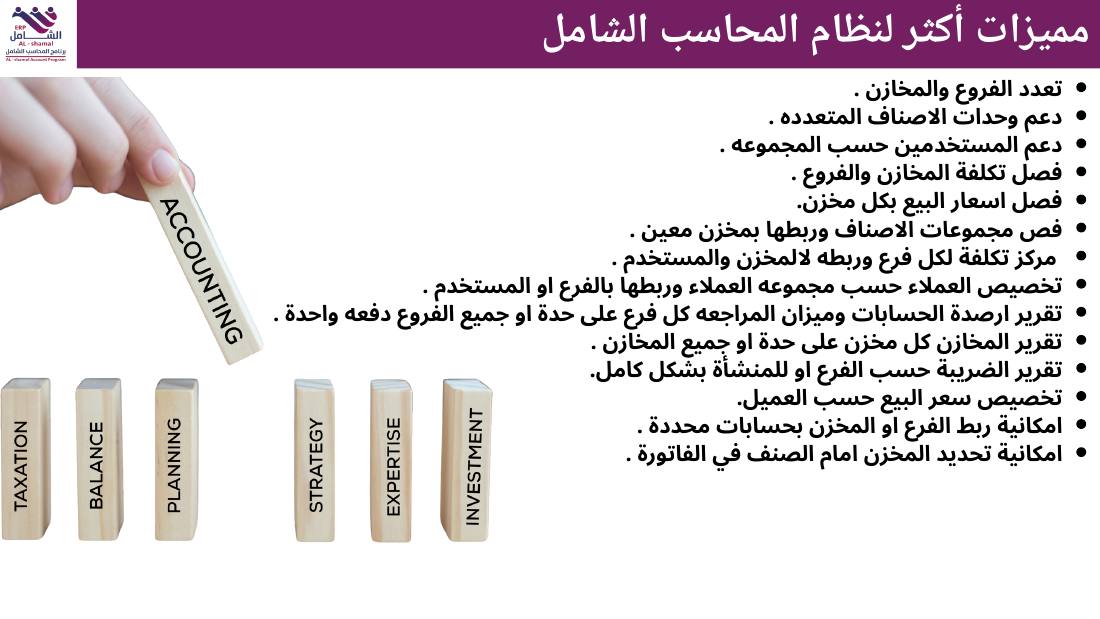 مميزات أكثر لنظام المحاسب الشامل
ERP
الشامل
AL - shamal
برنامج المحاسب الشامل
AL - shamel Account Program
تعدد الفروع والمخازن .
دعم وحدات الاصناف المتعدده .
دعم المستخدمين حسب المجموعه .
فصل تكلفة المخازن والفروع .
فصل اسعار البيع بكل مخزن.
فص مجموعات الاصناف وربطها بمخزن معين .
مركز تكلفة لكل فرع وربطه لالمخزن والمستخدم .
تخصيص العملاء حسب مجموعه العملاء وربطها بالفرع او المستخدم .
تقرير ارصدة الحسابات وميزان المراجعه كل فرع على حدة او جميع الفروع دفعه واحدة .
تقرير المخازن كل مخزن على حدة او جميع المخازن .
تقرير الضريبة حسب الفرع او للمنشأة بشكل كامل.
تخصيص سعر البيع حسب العميل.
امكانية ربط الفرع او المخزن بحسابات محددة .
امكانية تحديد المخزن امام الصنف في الفاتورة .
ACCOUNTING
TAXATION
BALANCE
PLANNING
STRATEGY
EXPERTISE
INVESTMENT